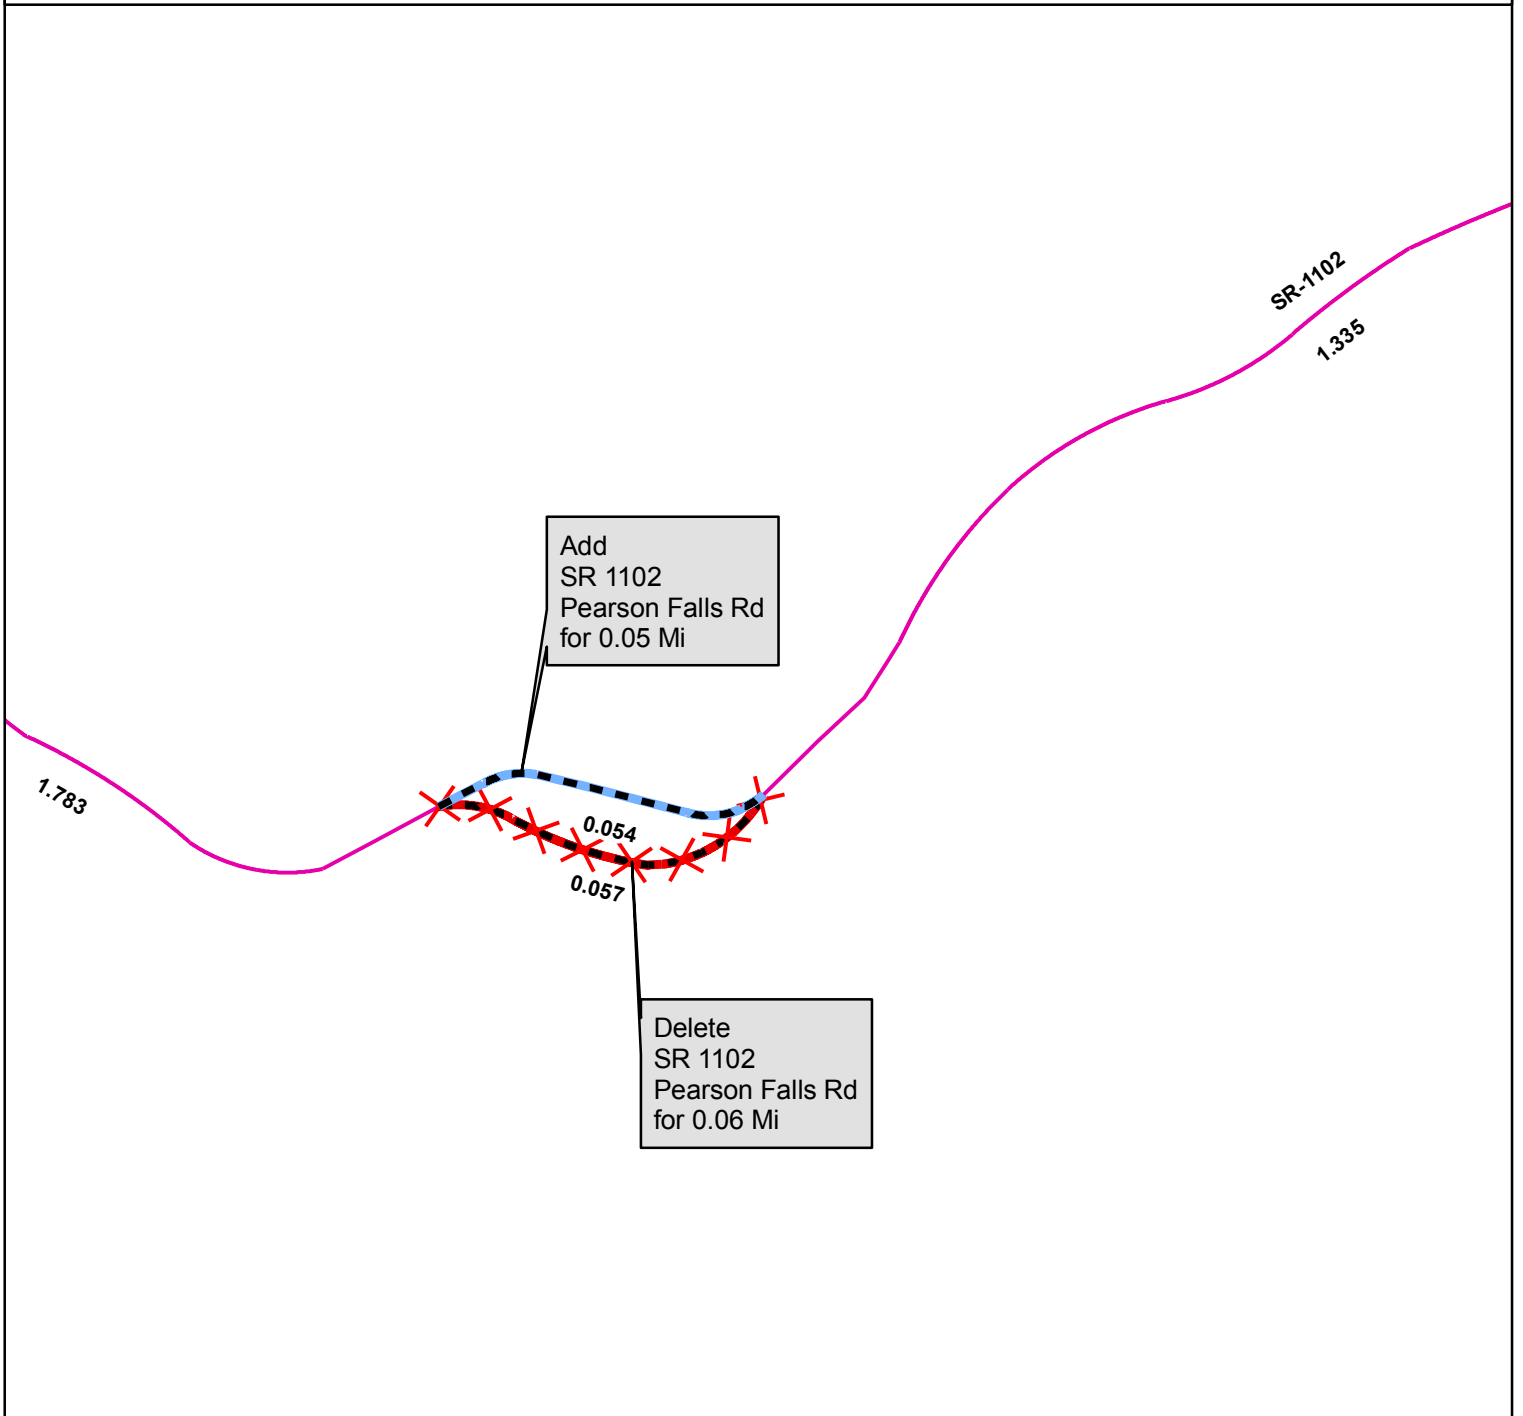 SR-1102
1.335
Add
SR 1102
Pearson Falls Rd
for 0.05 Mi
1.783
0.054
0.057
Delete
SR 1102
Pearson Falls Rd
for 0.06 Mi